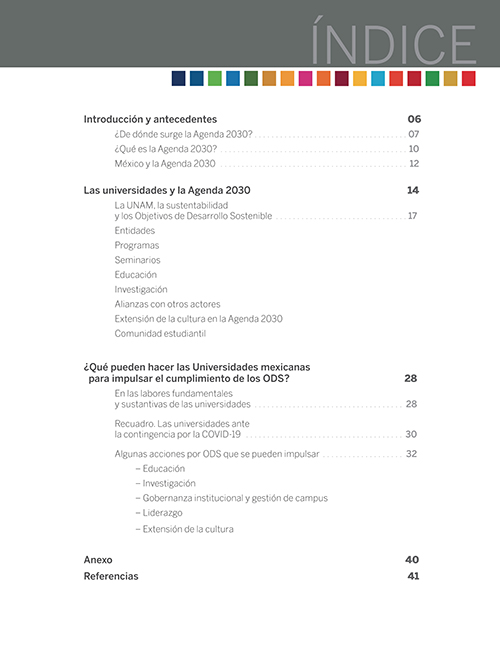 ÍNDICE
Introducción y antecedentes 06
¿De dónde surge la Agenda 2030? 07
¿Qué es la Agenda 2030? 10
México y la Agenda 2030 12
Las universidades y la Agenda 2030 14
La UNAM, la sustentabilidad
y los Objetivos de Desarrollo Sostenible 17
Entidades
Programas
Seminarios
Educación
Investigación
Alianzas con otros actores
Extensión de la cultura en la Agenda 2030
Comunidad estudiantil
¿Qué pueden hacer las Universidades mexicanas
para impulsar el cumplimiento de los ODS? 28
En las labores fundamentales
y sustantivas de las universidades 28
Recuadro. Las universidades ante
la contingencia por la COVID-19 30
Algunas acciones por ODS que se pueden impulsar 32
– Educación
– Investigación
– Gobernanza institucional y gestión de campus
– Liderazgo
– Extensión de la cultura
Anexo 40
Referencias 41